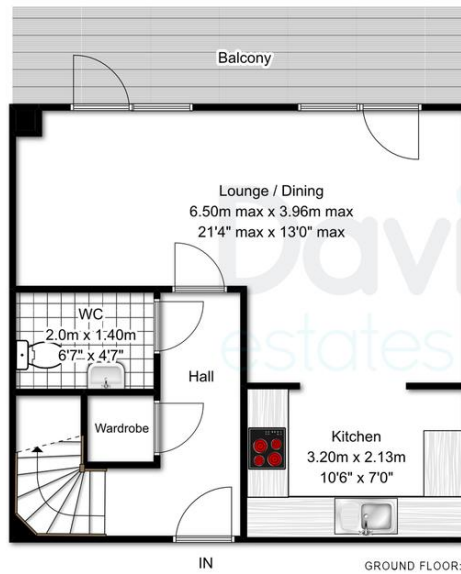 Balcony
Lounge / Dining
6.50m max x 3.96m max
21'4" max x 13'0" max
Davi
estates
WC
2.0m x 1.40m
6'7" x 4'7"
Hall
Wardrobe
Kitchen
3.20m x 2.13m
10'6" x 7'0"
IN
GROUND FLOOR: